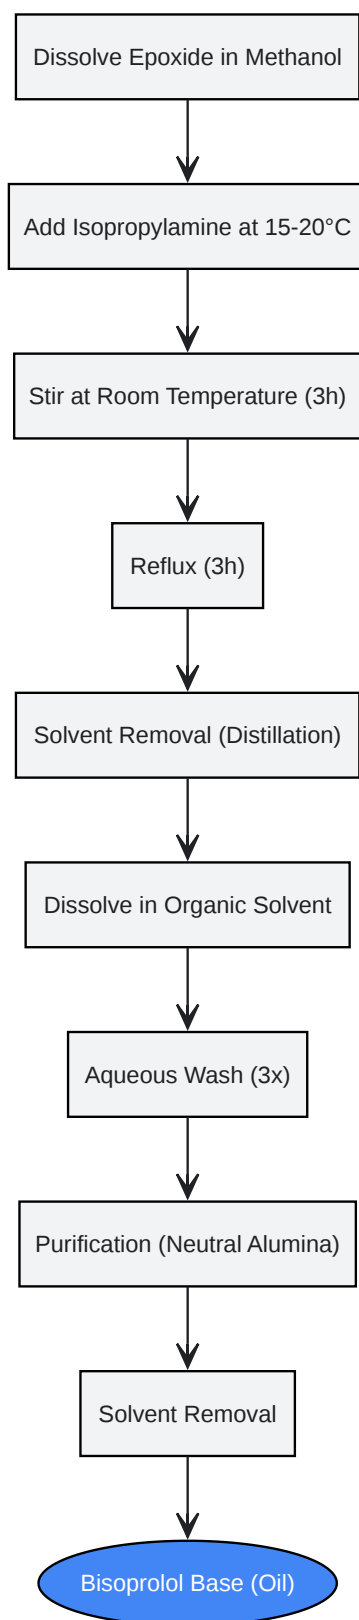 Dissolve Epoxide in Methanol
Add Isopropylamine at 15-20°C
Stir at Room Temperature (3h)
Reflux (3h)
Solvent Removal (Distillation)
Dissolve in Organic Solvent
Aqueous Wash (3x)
Purification (Neutral Alumina)
Solvent Removal
Bisoprolol Base (Oil)